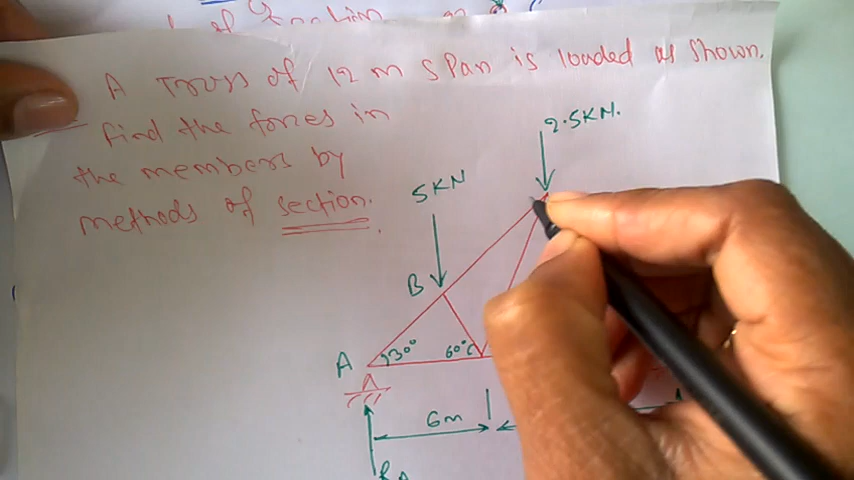 A Truss of 12 m span is loaded as shown.
find the forces in
the members by
methods of section.
2.5KN.
5KN
B
A
30°
60°
C
6m
RA